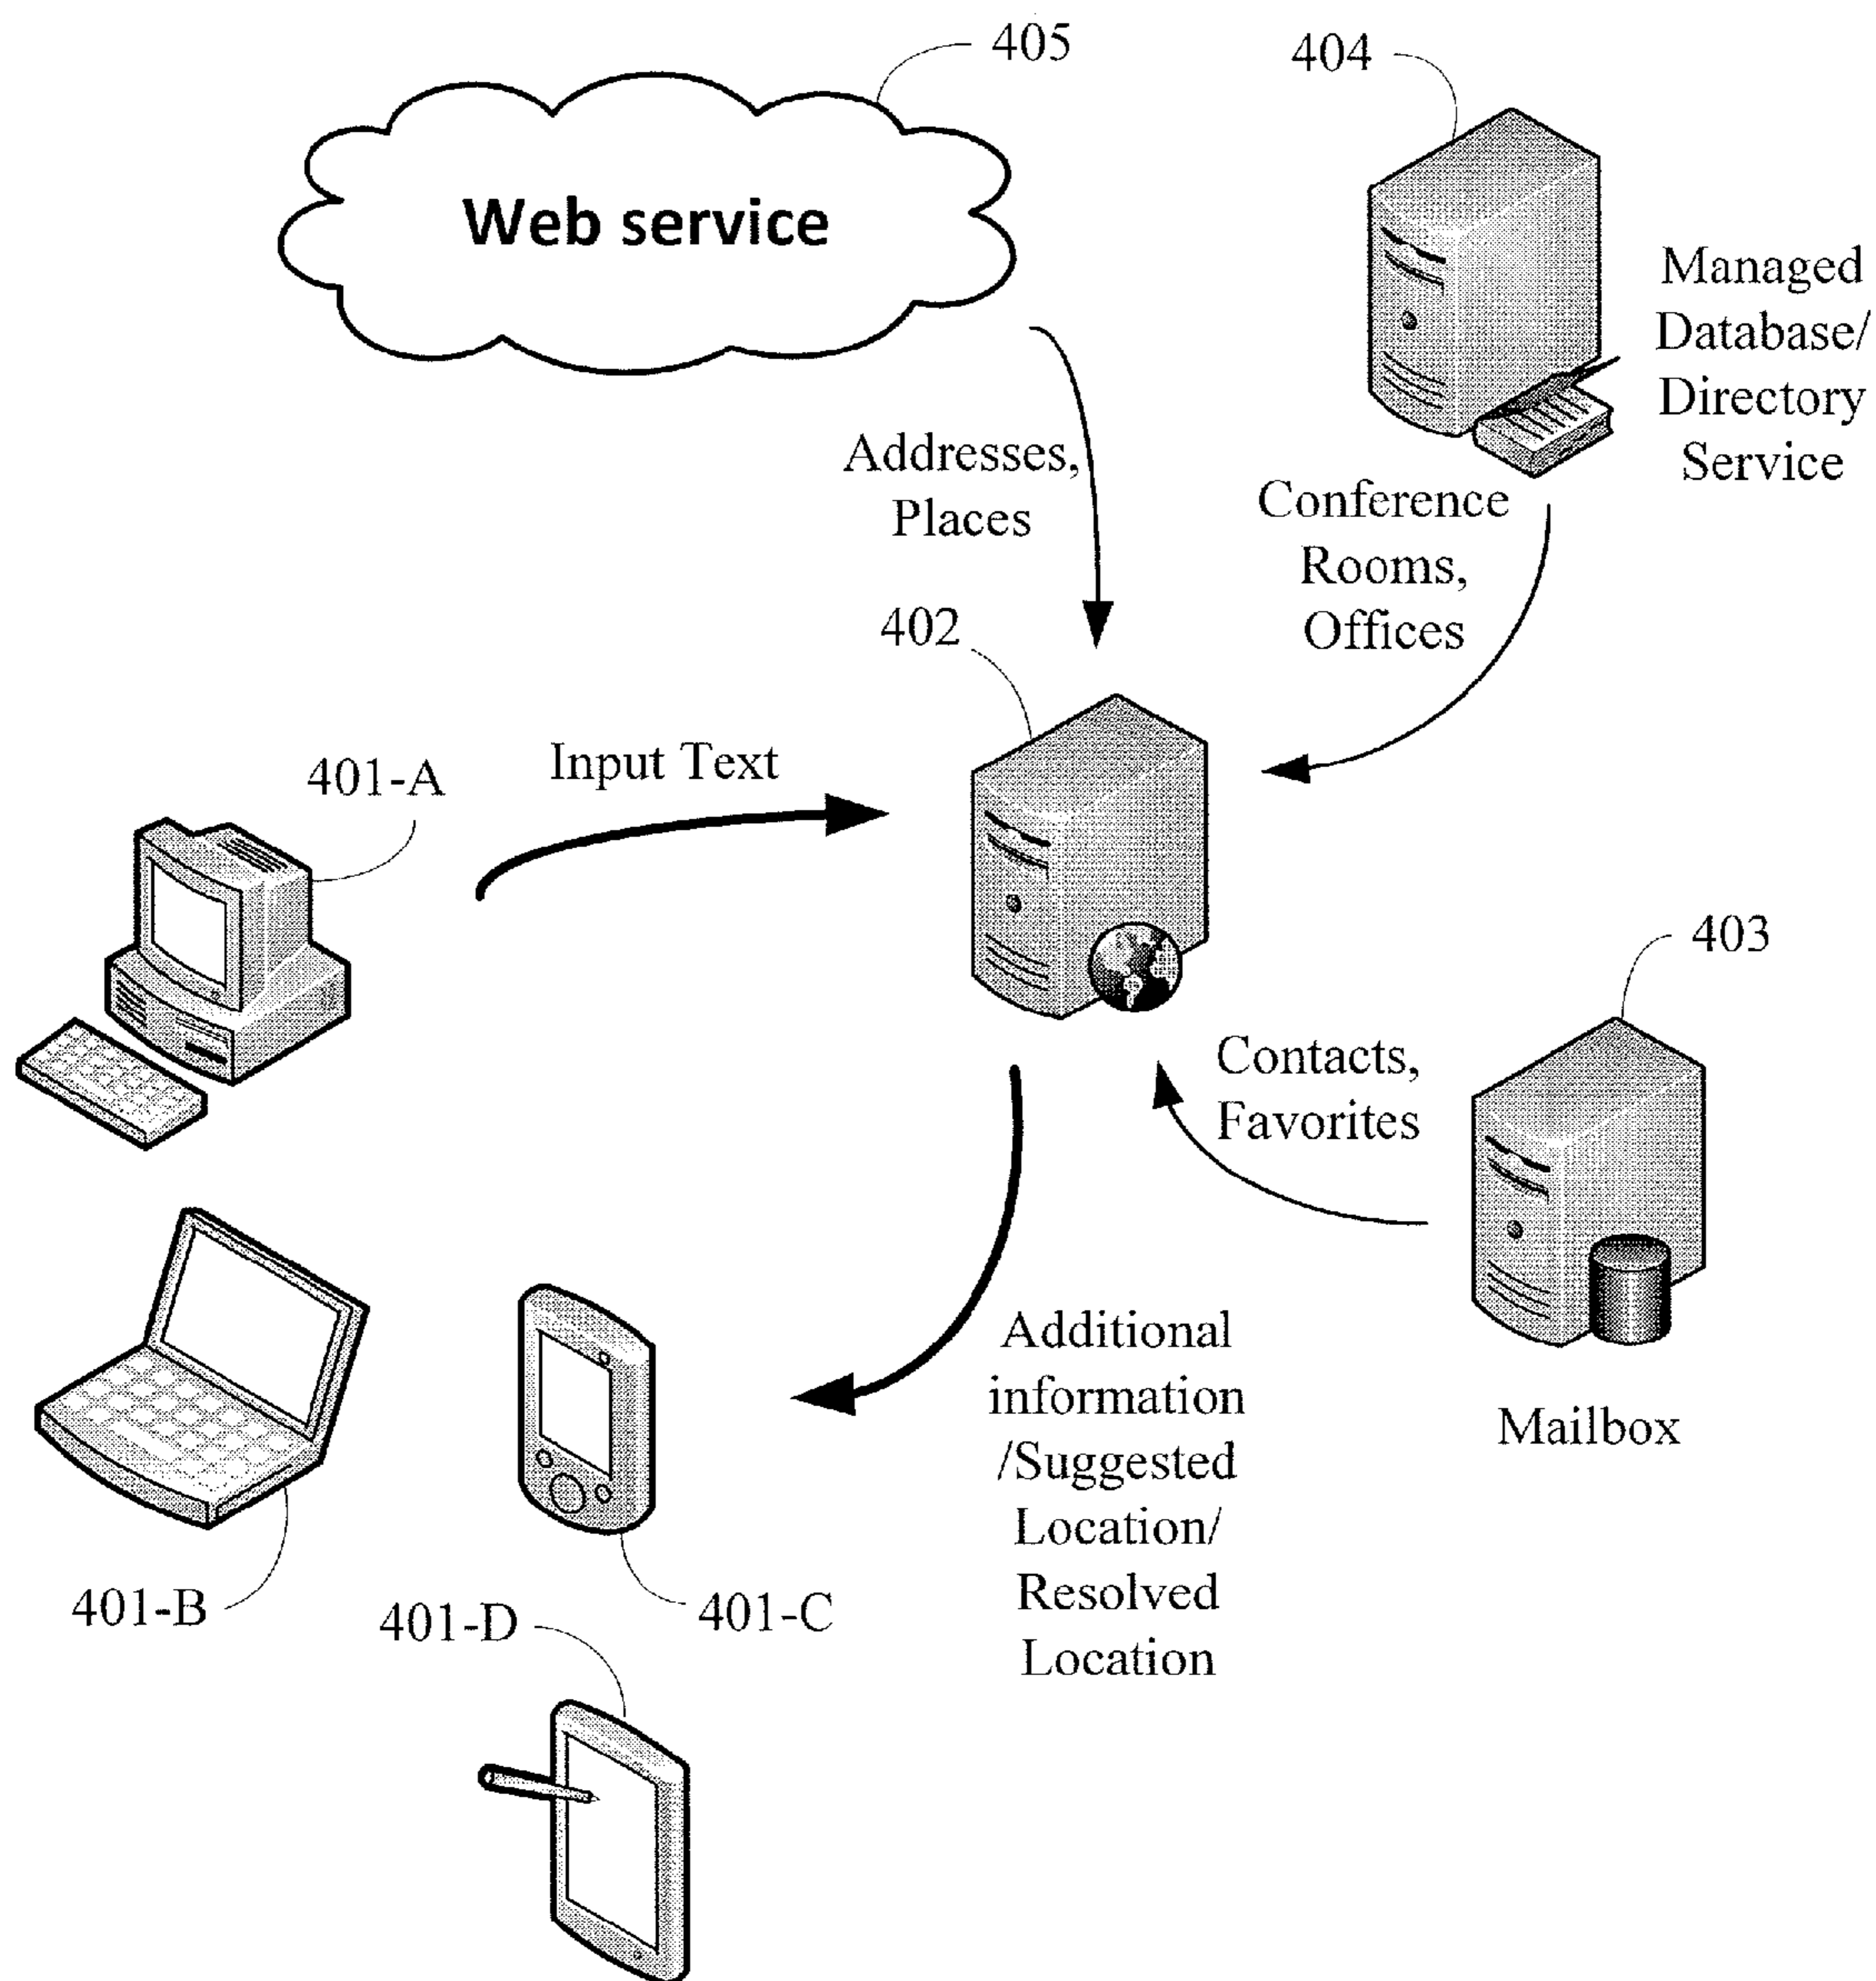 405
404
Web service
Managed
Database/
Directory
Service
Addresses,
Places
Conference
Rooms,
Offices
402
Input Text
401-A
403
Contacts,
Favorites
Additional
information
/Suggested
Location/
Resolved
Location
Mailbox
401-B
401-C
401-D